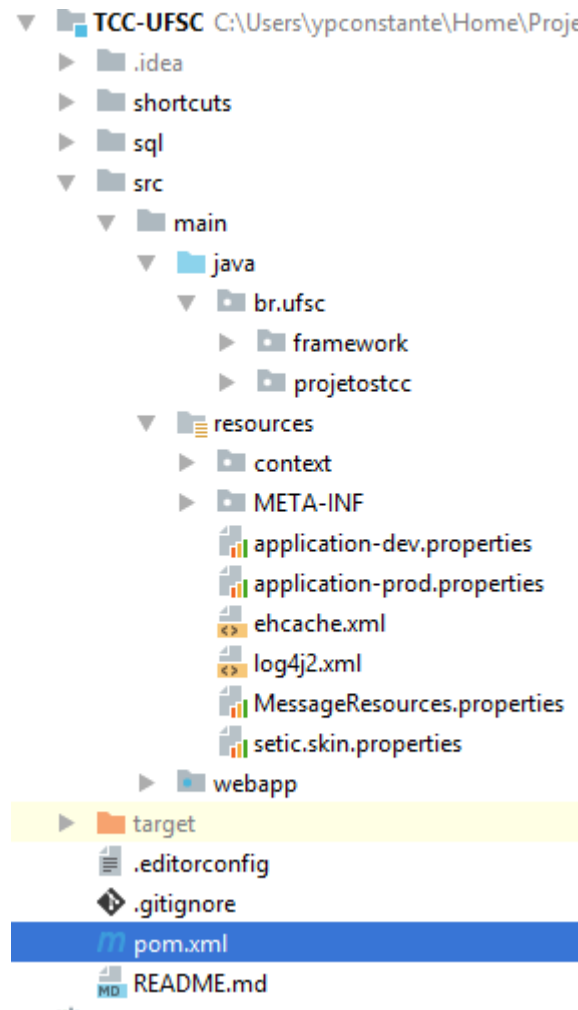 TCC-UFSC C:\Users\ypconstante\Home\Proje
.idea
shortcuts
sql
src
main
java
br.ufsc
framework
projetostcc
resources
context
META-INF
application-dev.properties
application-prod.properties
ehcache.xml
log4j2.xml
MessageResources.properties
setic.skin.properties
webapp
target
.editorconfig
.gitignore
m pom.xml
MD README.md